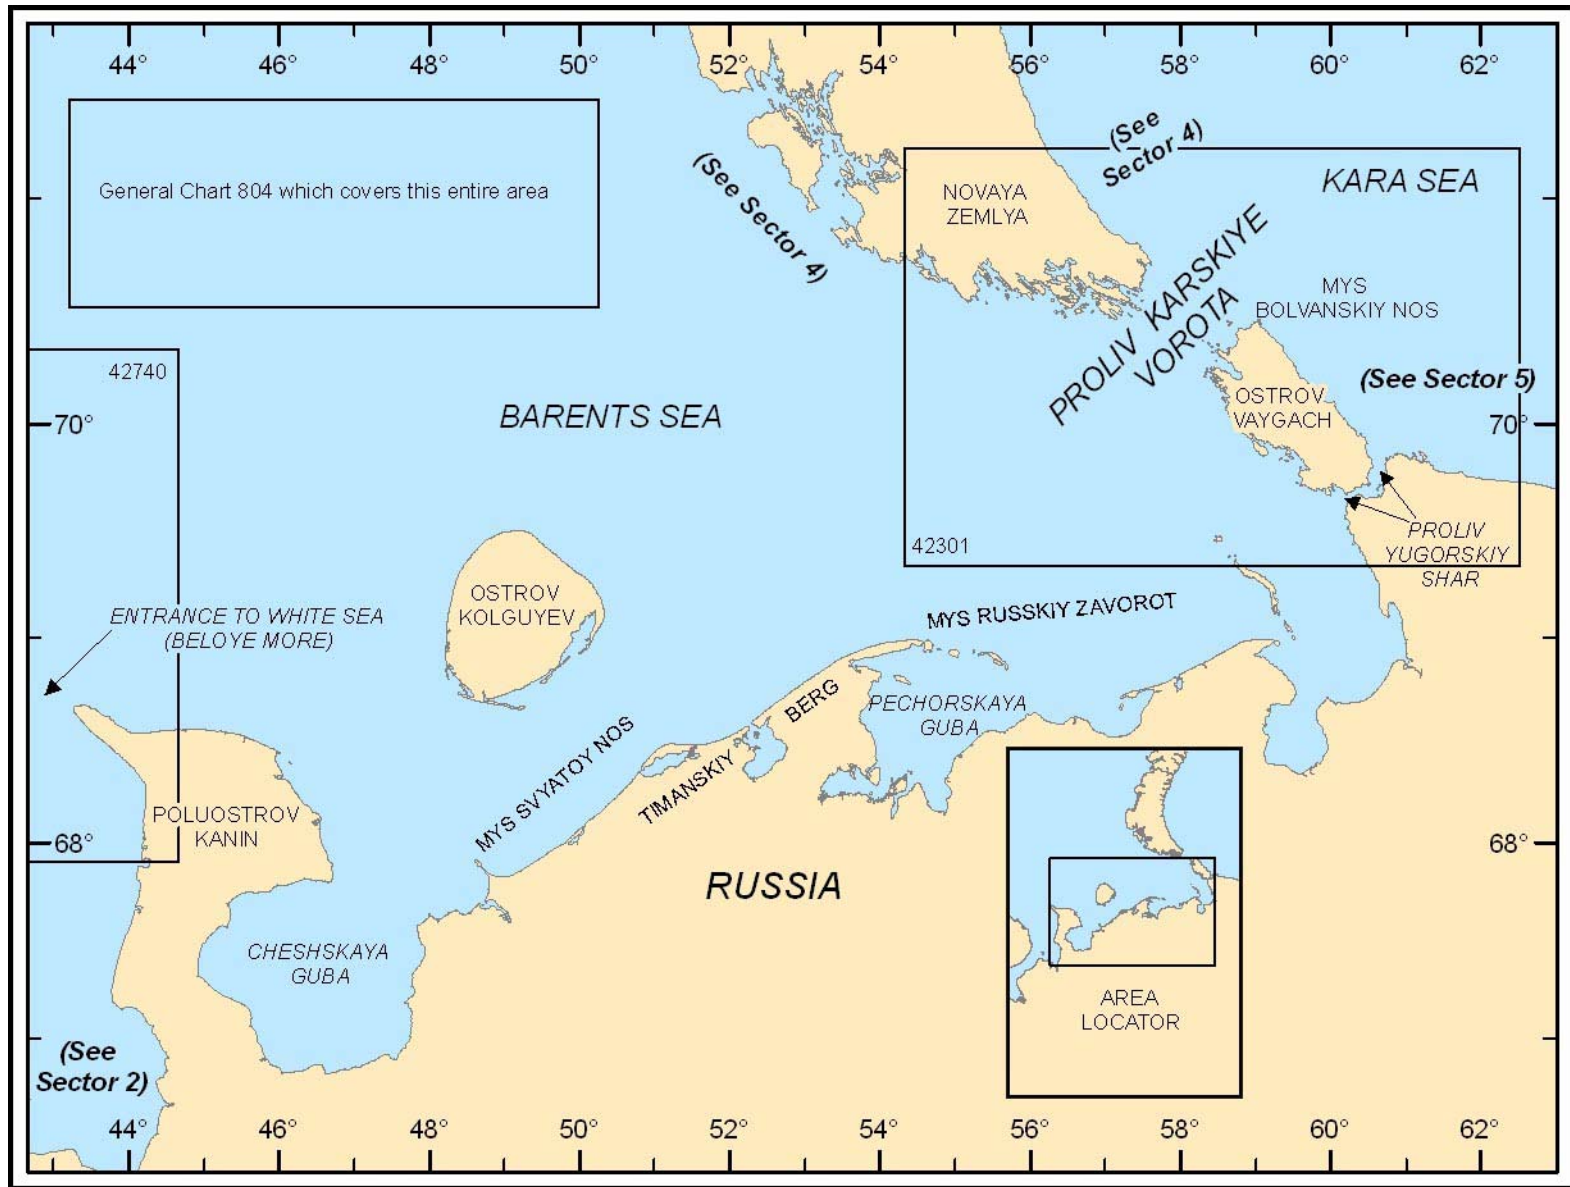 44°
46°
48°
50°
52°
54°
56°
58°
60°
62°
General Chart 804 which covers this entire area
(See Sector 4)
(See
Sector 4)
KARA SEA
NOVAYA
ZEMLYA
PROLIV KARSKIYE
VOROTA
MYS
BOLVANSKIY NOS
42740
(See Sector 5)
BARENTS SEA
OSTROV
VAYGACH
70°
70°
42301
PROLIV
YUGORSKIY
SHAR
OSTROV
KOLGUYEV
ENTRANCE TO WHITE SEA
(BELOYE MORE)
MYS RUSSKIY ZAVOROT
PECHORSKAYA
GUBA
MYS SVYATOY NOS
TIMANSKIY BERG
POLUOSTROV
KANIN
68°
68°
RUSSIA
CHESHSKAYA
GUBA
AREA
LOCATOR
(See
Sector 2)
44°
46°
48°
50°
52°
54°
56°
58°
60°
62°